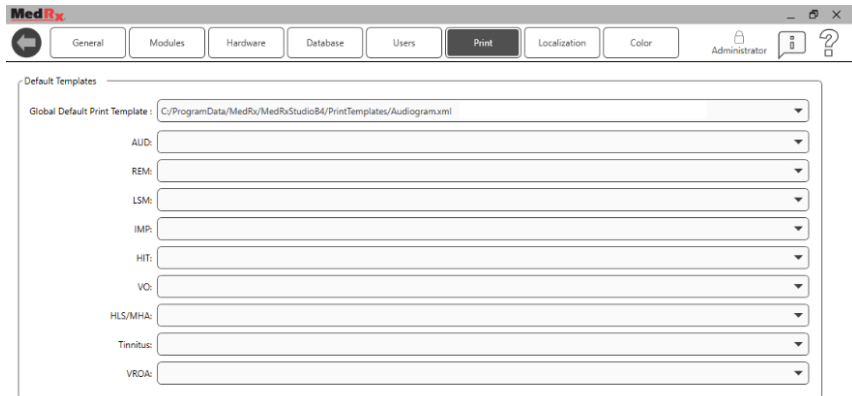 MedRx
General Modules Hardware Database Users Print Localization Color Administrator i ?
Default Templates
Global Default Print Template : C:/ProgramData/MedRx/MedRxStudioB4/PrintTemplates/Audiogram.xml
AUD:
REM:
LSM:
IMP:
HIT:
VO:
HLS/MHA:
Tinnitus:
VROA: